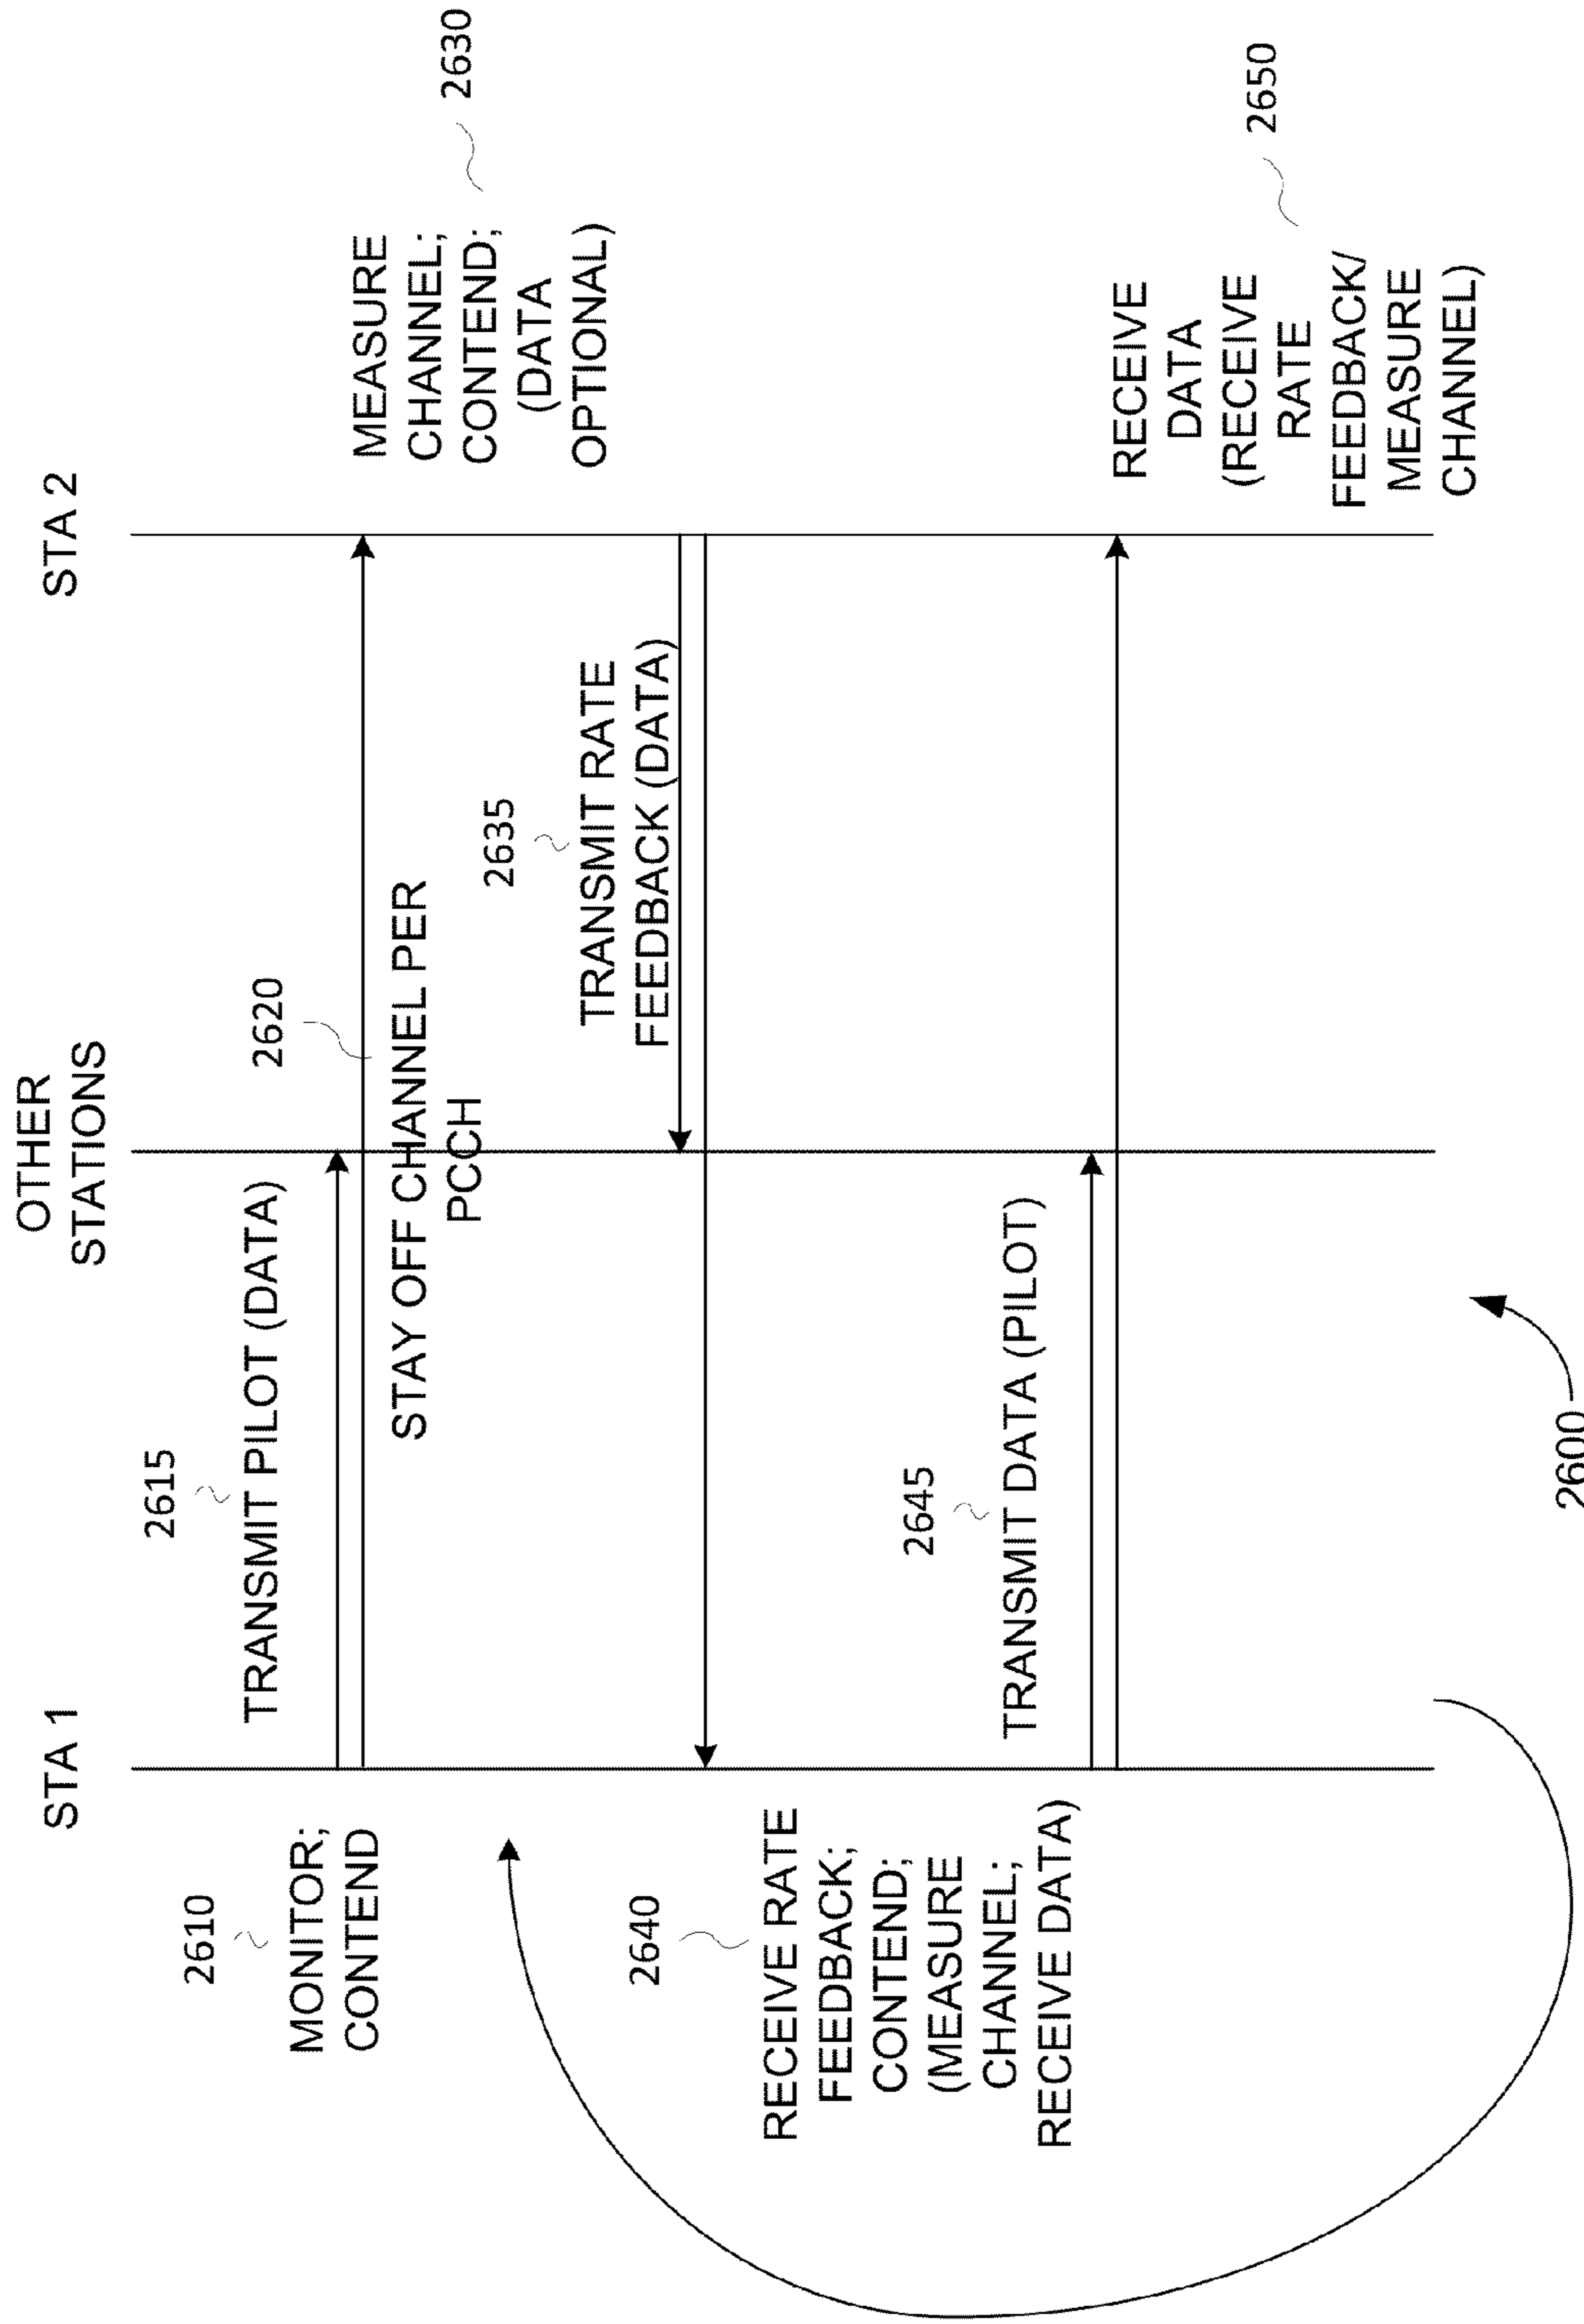 STA 1
OTHER
STATIONS
STA 2
2610
MONITOR;
CONTEND
2615
TRANSMIT PILOT (DATA)
2620
STAY OFF CHANNEL PER
PCCH
2630
MEASURE
CHANNEL;
CONTEND;
(DATA
OPTIONAL)
2635
TRANSMIT RATE
FEEDBACK (DATA)
2640
RECEIVE RATE
FEEDBACK;
CONTEND;
(MEASURE
CHANNEL;
RECEIVE DATA)
2645
TRANSMIT DATA (PILOT)
2650
RECEIVE
DATA
(RECEIVE
RATE
FEEDBACK/
MEASURE
CHANNEL)
2600